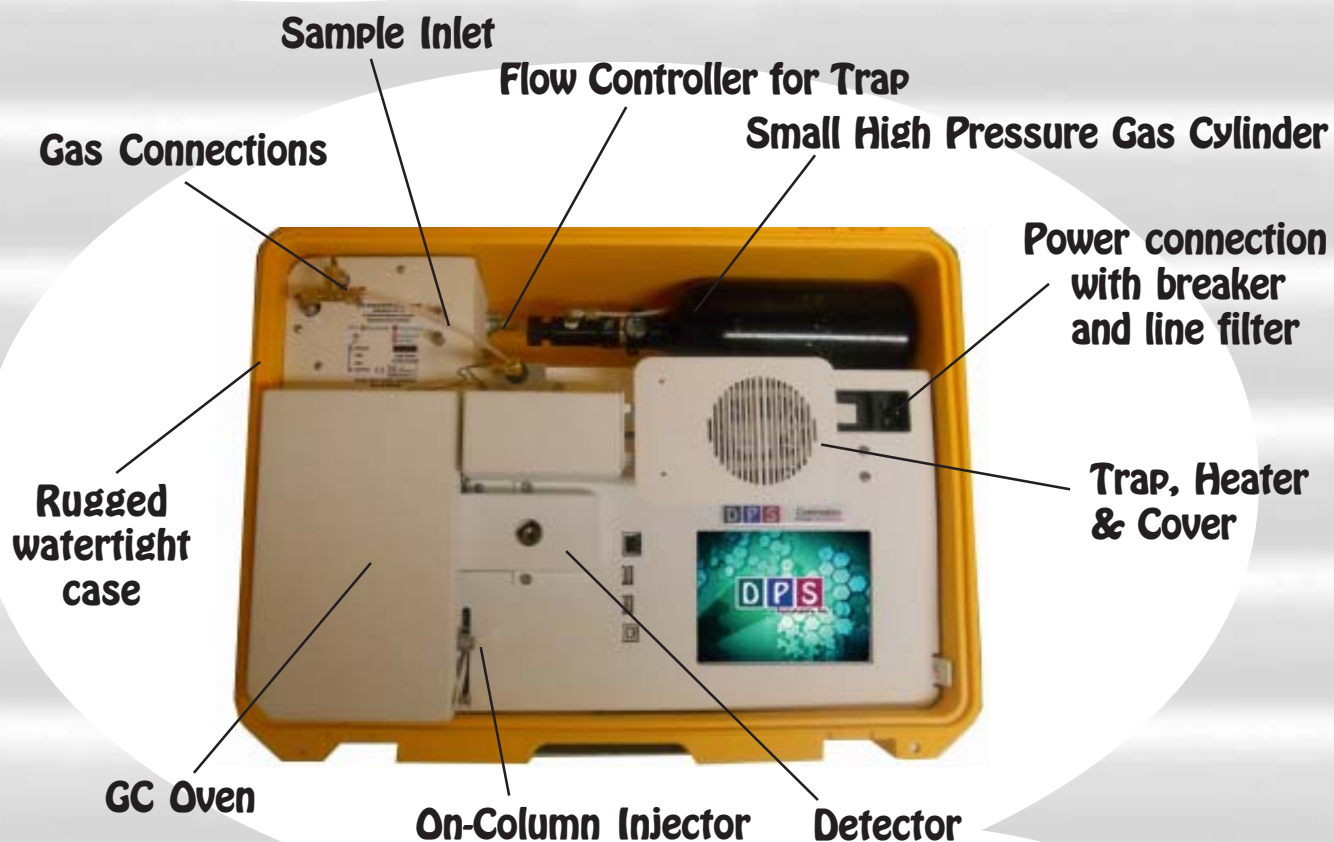 Sample Inlet
Flow Controller for Trap
Small High Pressure Gas Cylinder
Gas Connections
Power connection
with breaker
and line filter
Rugged
watertight
case
Trap, Heater
& Cover
DPS
DPS
GC Oven
On-Column Injector
Detector